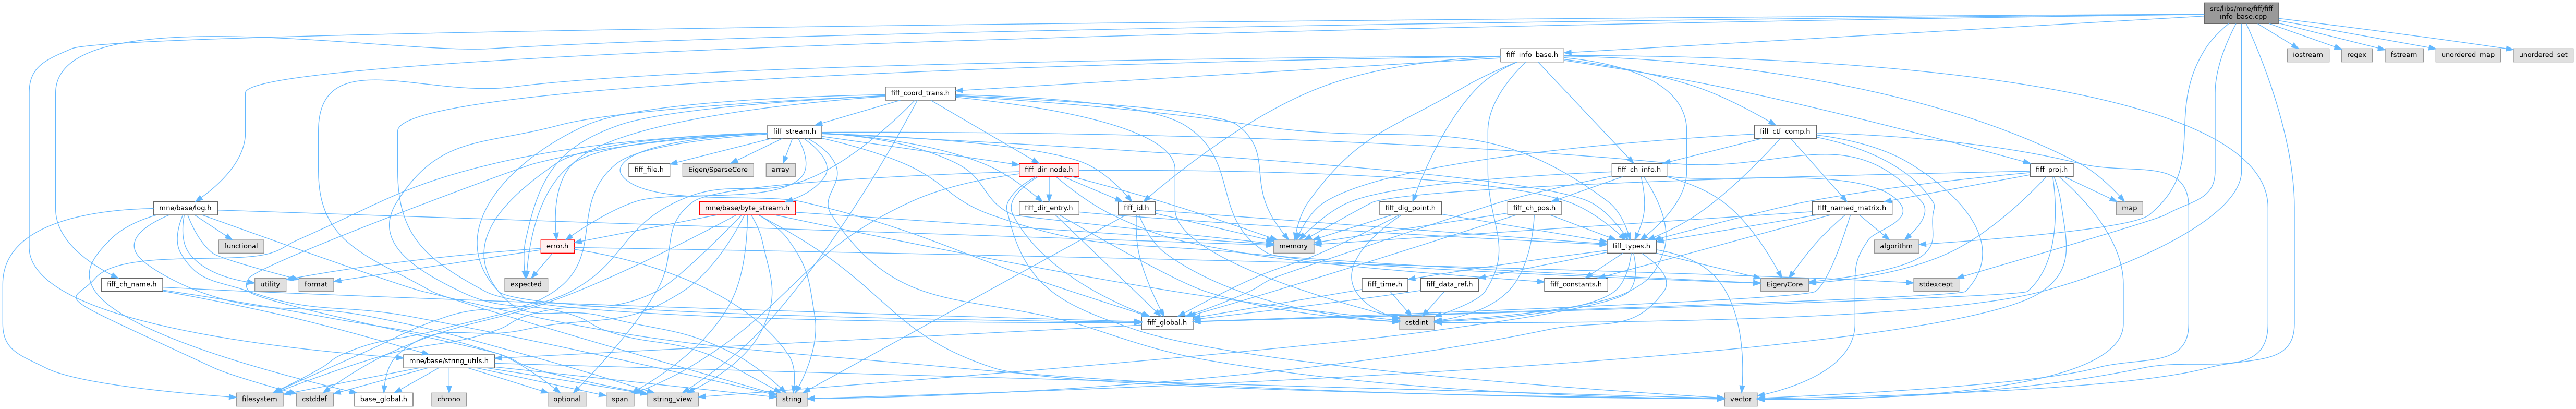 src/libs/mne/fiff/fiff
_info_base.cpp
fiff_info_base.h
iostream
regex
fstream
unordered_map
unordered_set
fiff_coord_trans.h
fiff_stream.h
fiff_ctf_comp.h
fiff_file.h
Eigen/SparseCore
array
fiff_dir_node.h
fiff_ch_info.h
fiff_proj.h
mne/base/log.h
mne/base/byte_stream.h
fiff_dir_entry.h
fiff_id.h
fiff_dig_point.h
fiff_ch_pos.h
fiff_named_matrix.h
map
functional
error.h
memory
fiff_types.h
algorithm
fiff_ch_name.h
utility
format
expected
fiff_time.h
fiff_data_ref.h
fiff_constants.h
Eigen/Core
stdexcept
fiff_global.h
cstdint
mne/base/string_utils.h
filesystem
cstddef
base_global.h
chrono
optional
span
string_view
string
vector